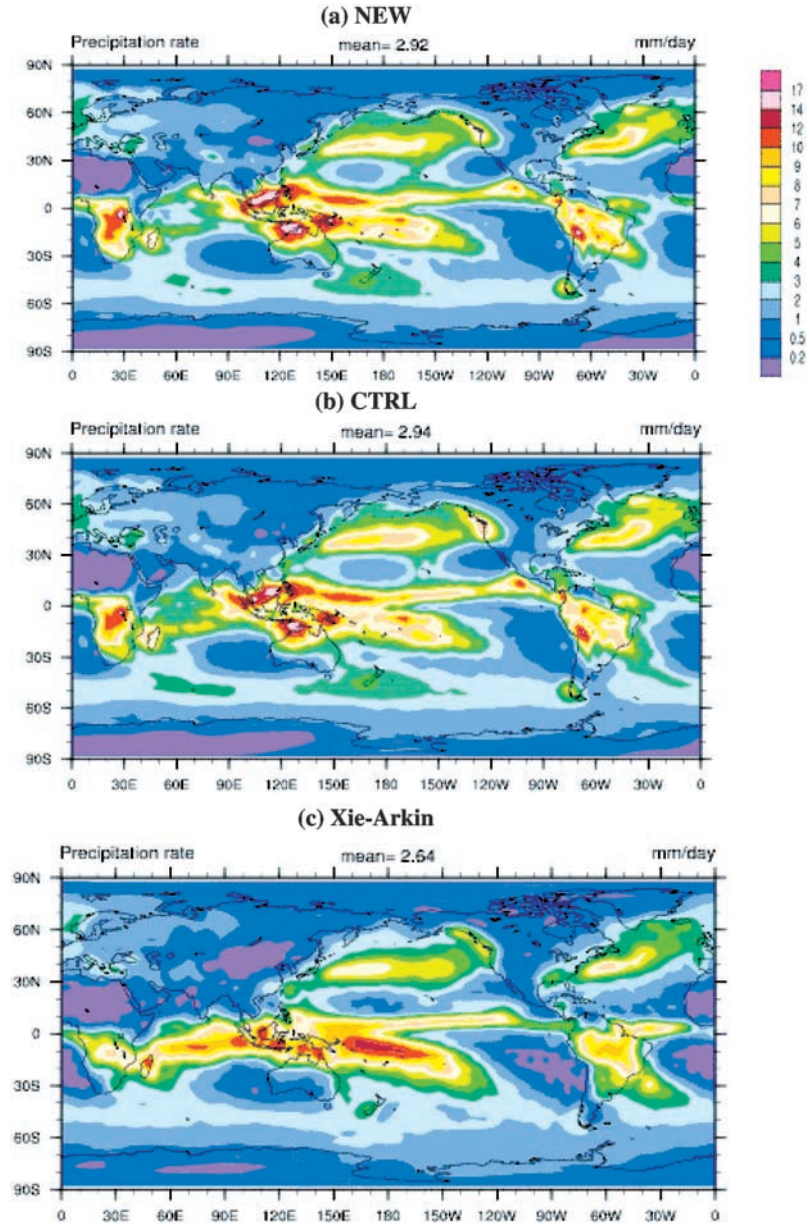 (a) NEW
Precipitation rate mean= 2.92 mm/day
90N
60N
30N
0
30S
60S
90S
0 30E 60E 90E 120E 150E 180 150W 120W 90W 60W 30W 0
17
14
12
10
9
8
7
6
5
4
3
2
1
0.5
0.2
(b) CTRL
Precipitation rate mean= 2.94 mm/day
90N
60N
30N
0
30S
60S
90S
0 30E 60E 90E 120E 150E 180 150W 120W 90W 60W 30W 0
(c) Xie-Arkin
Precipitation rate mean= 2.64 mm/day
90N
60N
30N
0
30S
60S
90S
0 30E 60E 90E 120E 150E 180 150W 120W 90W 60W 30W 0